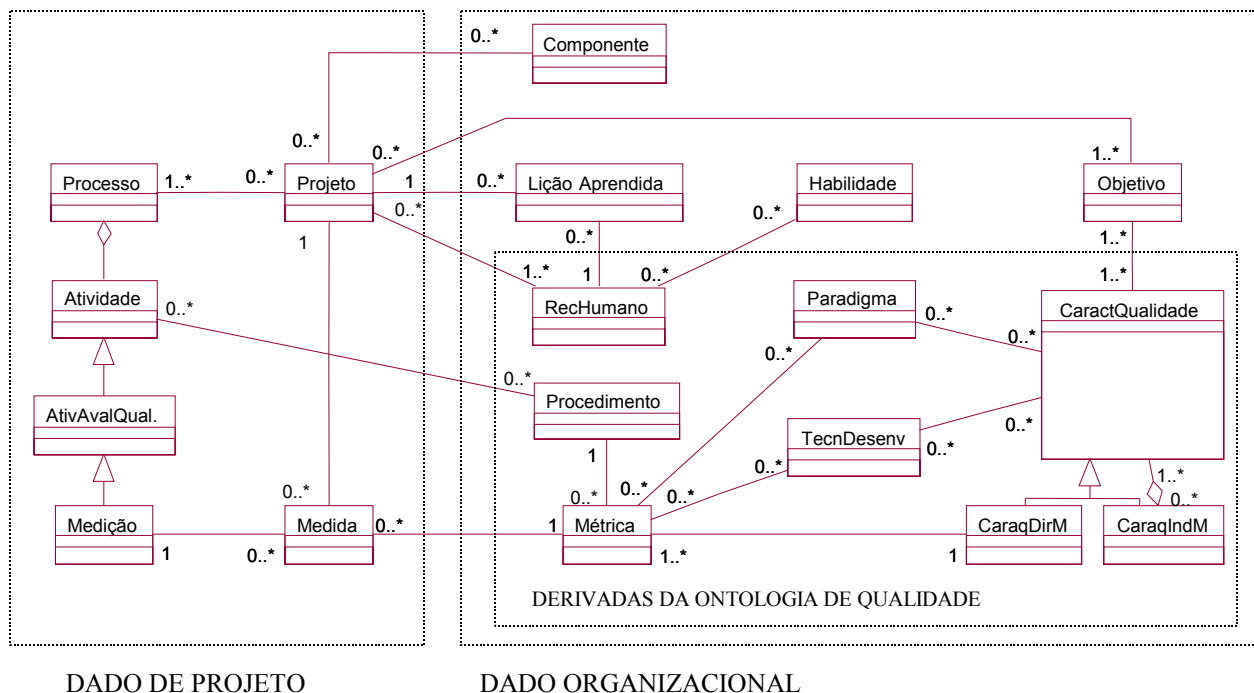 0..*
Componente
0..*
0..*
1..*
Processo
1..*
0..*
Projeto
1
0..*
Lição Aprendida
Habilidade
Objetivo
0..*
1
0..*
0..*
1..*
1..*
1
0..*
1..*
Atividade
0..*
RecHumano
Paradigma
CaractQualidade
0..*
0..*
0..*
0..*
Procedimento
AtivAvalQual.
1
TecnDesenv
0..*
0..*
0..*
1..*
0..*
0..*
0..*
0..*
0..*
Medição
Medida
0..*
1
Métrica
CaraqDirM
CaraqIndM
1
0..*
1..*
1
DERIVADAS DA ONTOLOGIA DE QUALIDADE
DADO DE PROJETO
DADO ORGANIZACIONAL